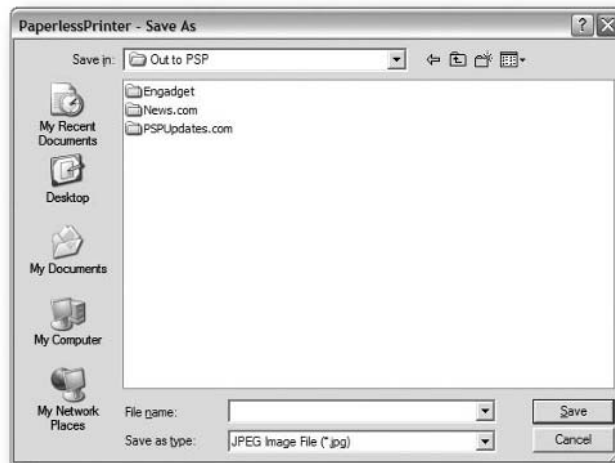 PaperlessPrinter - Save As
Save in: Out to PSP
Engadget
News.com
PSPUpdates.com
My Recent
Documents
Desktop
My Documents
My Computer
My Network
Places
File name:
Save
Save as type: JPEG Image File (*.jpg)
Cancel